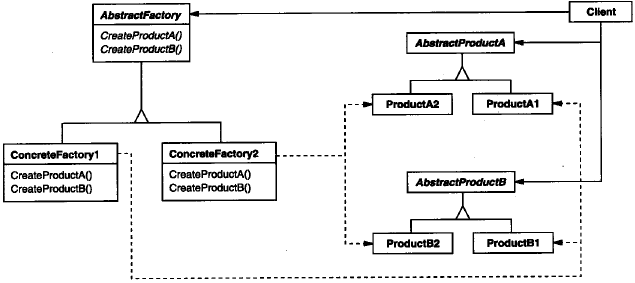 AbstractFactory
CreateProductA()
CreateProductB()
Client
AbstractProductA
ProductA2
ProductA1
ConcreteFactory1
CreateProductA()
CreateProductB()
ConcreteFactory2
CreateProductA()
CreateProductB()
AbstractProductB
ProductB2
ProductB1